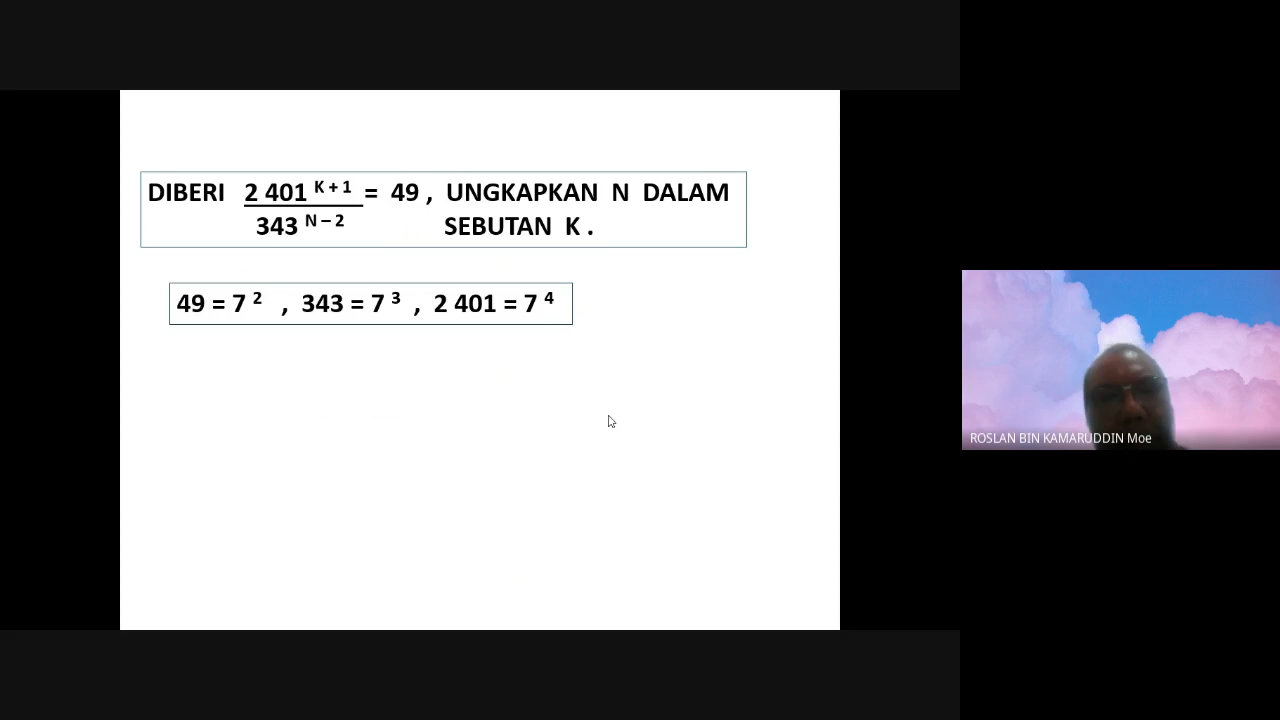 DIBERI 2 401 ᴷ ⁺ ¹ = 49 , UNGKAPKAN N DALAM
343 ᴺ ⁻ ² SEBUTAN K .
49 = 7 ² , 343 = 7 ³ , 2 401 = 7 ⁴
ROSLAN BIN KAMARUDDIN Moe